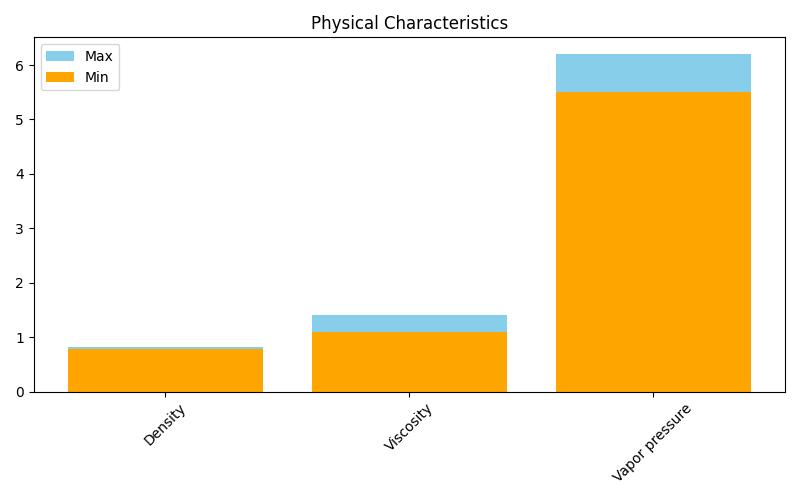 Physical Characteristics
Max
Min
6
5
4
3
2
1
0
Density
Viscosity
Vapor pressure